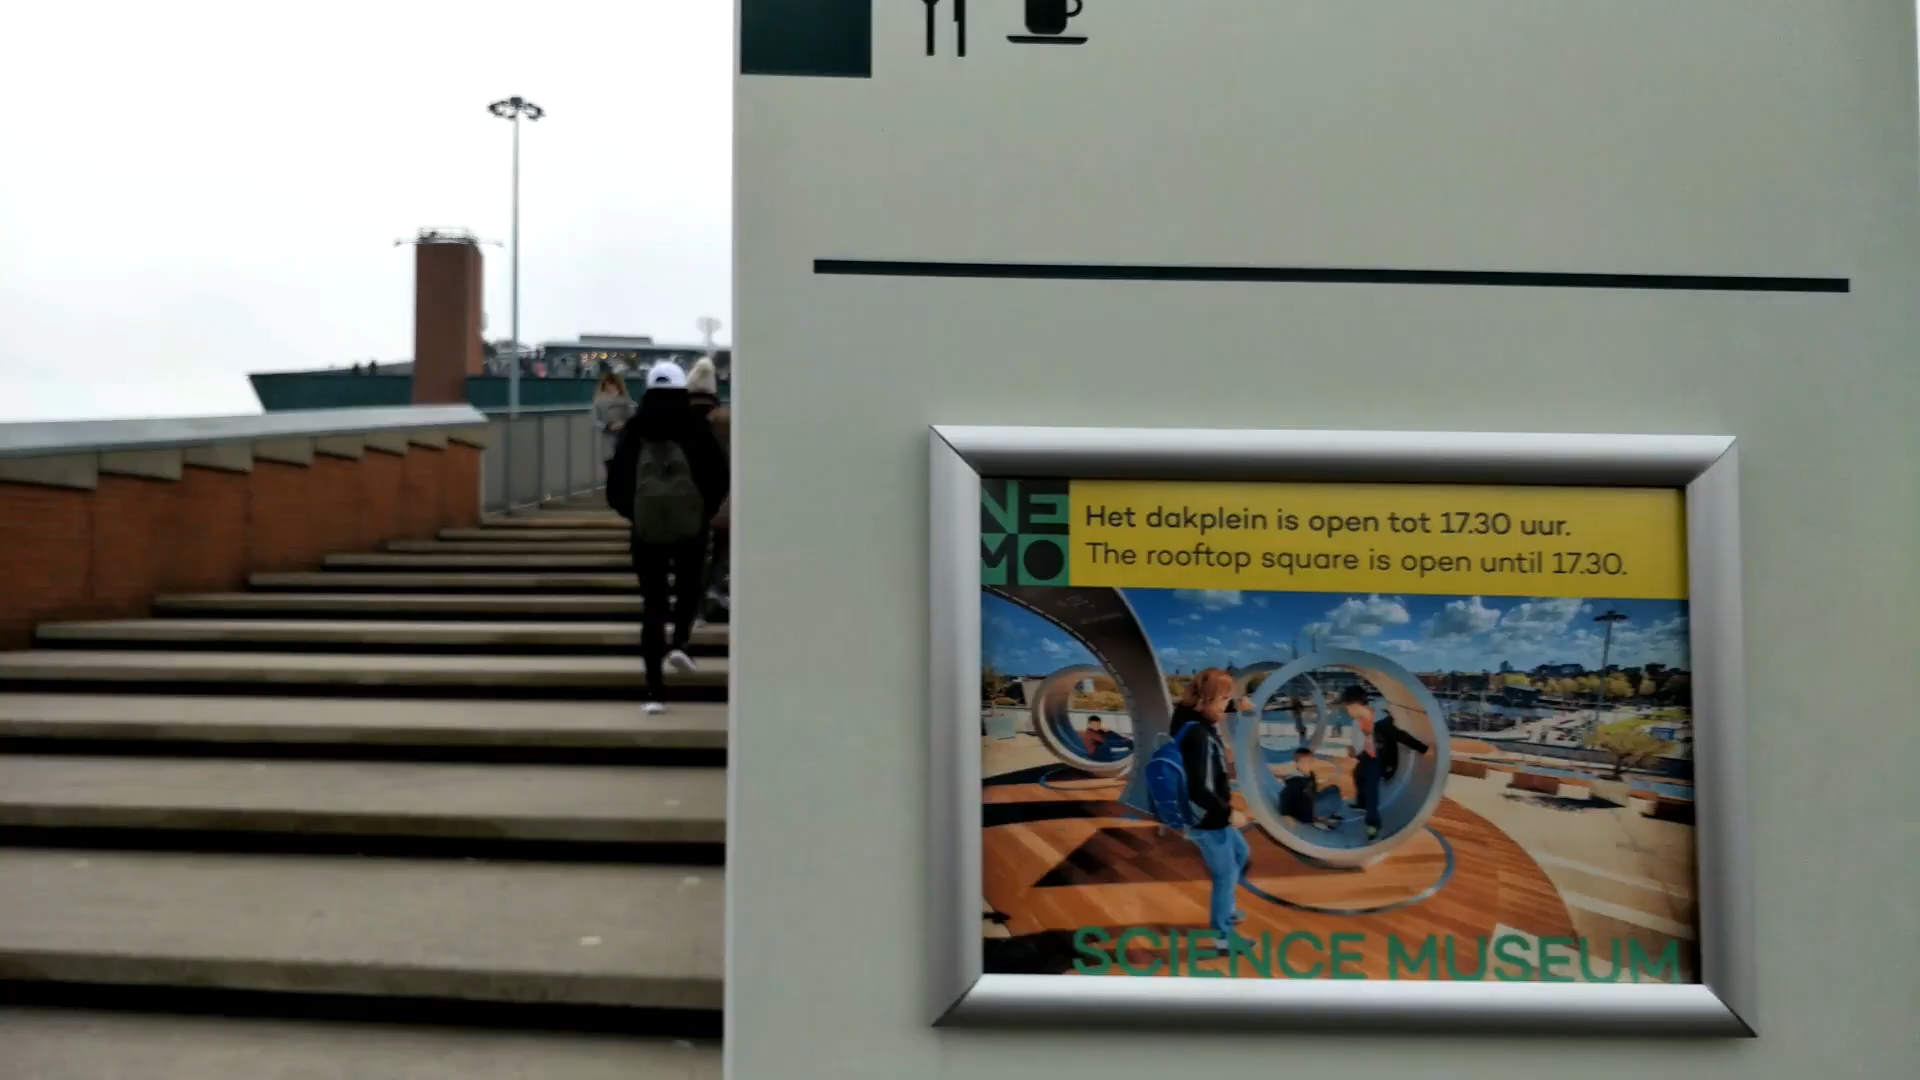 NE
MO
Het dakplein is open tot 17.30 uur.
The rooftop square is open until 17.30.
SCIENCE MUSEUM